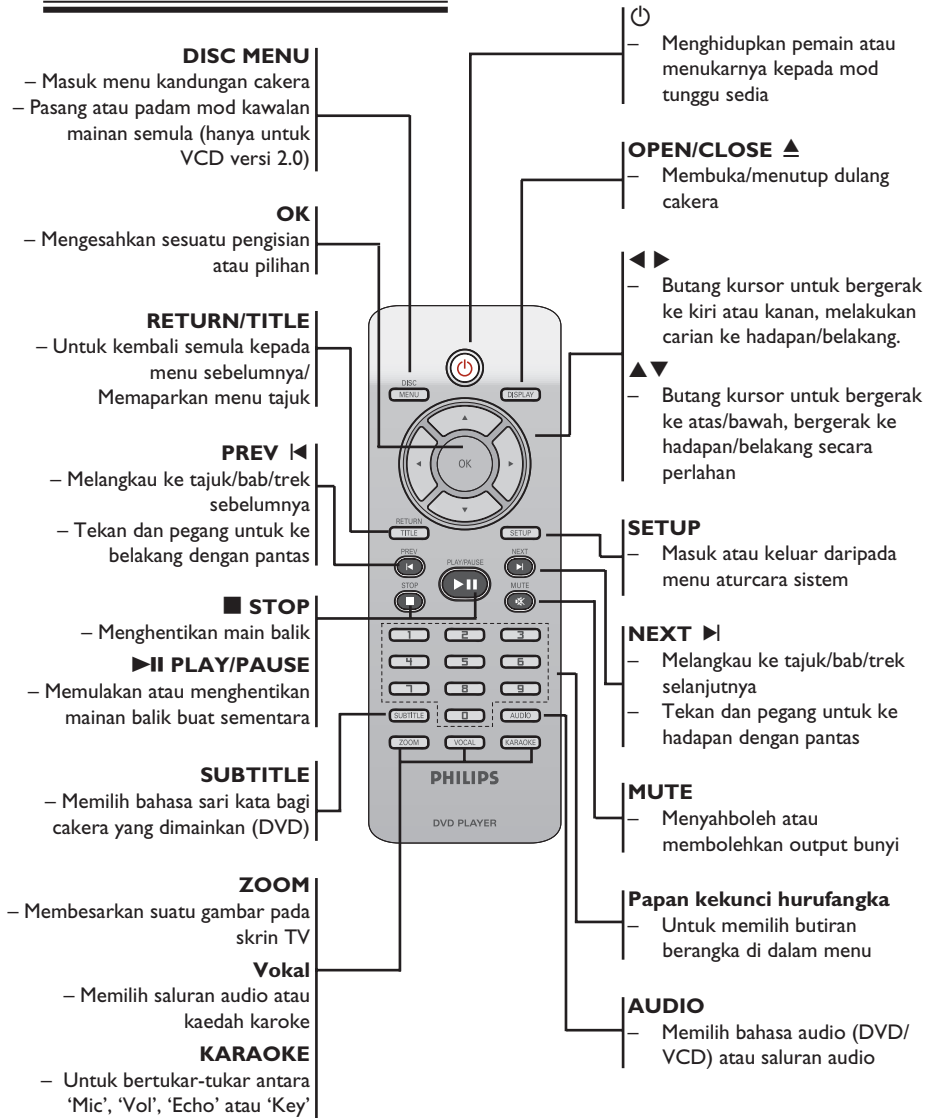 DISC MENU
– Masuk menu kandungan cakera
– Pasang atau padam mod kawalan
mainan semula (hanya untuk
VCD versi 2.0)
OK
– Mengesahkan sesuatu pengisian
atau pilihan
RETURN/TITLE
– Untuk kembali semula kepada
menu sebelumnya/
Memaparkan menu tajuk
PREV
– Melangkau ke tajuk/bab/trek
sebelumnya
– Tekan dan pegang untuk ke
belakang dengan pantas
■ STOP
– Menghentikan main balik
►II PLAY/PAUSE
– Memulakan atau menghentikan
mainan balik buat sementara
SUBTITLE
– Memilih bahasa sari kata bagi
cakera yang dimainkan (DVD)
ZOOM
– Membesarkan suatu gambar pada
skrin TV
Vokal
– Memilih saluran audio atau
kaedah karoke
KARAOKE
– Untuk bertukar-tukar antara
‘Mic’, ‘Vol’, ‘Echo’ atau ‘Key’
DISC
MENU
DISPLAY
OK
RETURN
TITLE
SETUP
PREV
PLAY/PAUSE
NEXT
STOP
MUTE
1 2 3
4 5 6
7 8 9
SUBTITLE 0 AUDIO
ZOOM VOCAL KARAOKE
PHILIPS
DVD PLAYER
– Menghidupkan pemain atau
menukarnya kepada mod
tunggu sedia
OPEN/CLOSE ▲
– Membuka/menutup dulang
cakera
◄ ►
– Butang kursor untuk bergerak
ke kiri atau kanan, melakukan
carian ke hadapan/belakang.
▲▼
– Butang kursor untuk bergerak
ke atas/bawah, bergerak ke
hadapan/belakang secara
perlahan
SETUP
– Masuk atau keluar daripada
menu aturcara sistem
NEXT
– Melangkau ke tajuk/bab/trek
selanjutnya
– Tekan dan pegang untuk ke
hadapan dengan pantas
MUTE
– Menyahboleh atau
membolehkan output bunyi
Papan kekunci hurufangka
– Untuk memilih butiran
berangka di dalam menu
AUDIO
– Memilih bahasa audio (DVD/
VCD) atau saluran audio